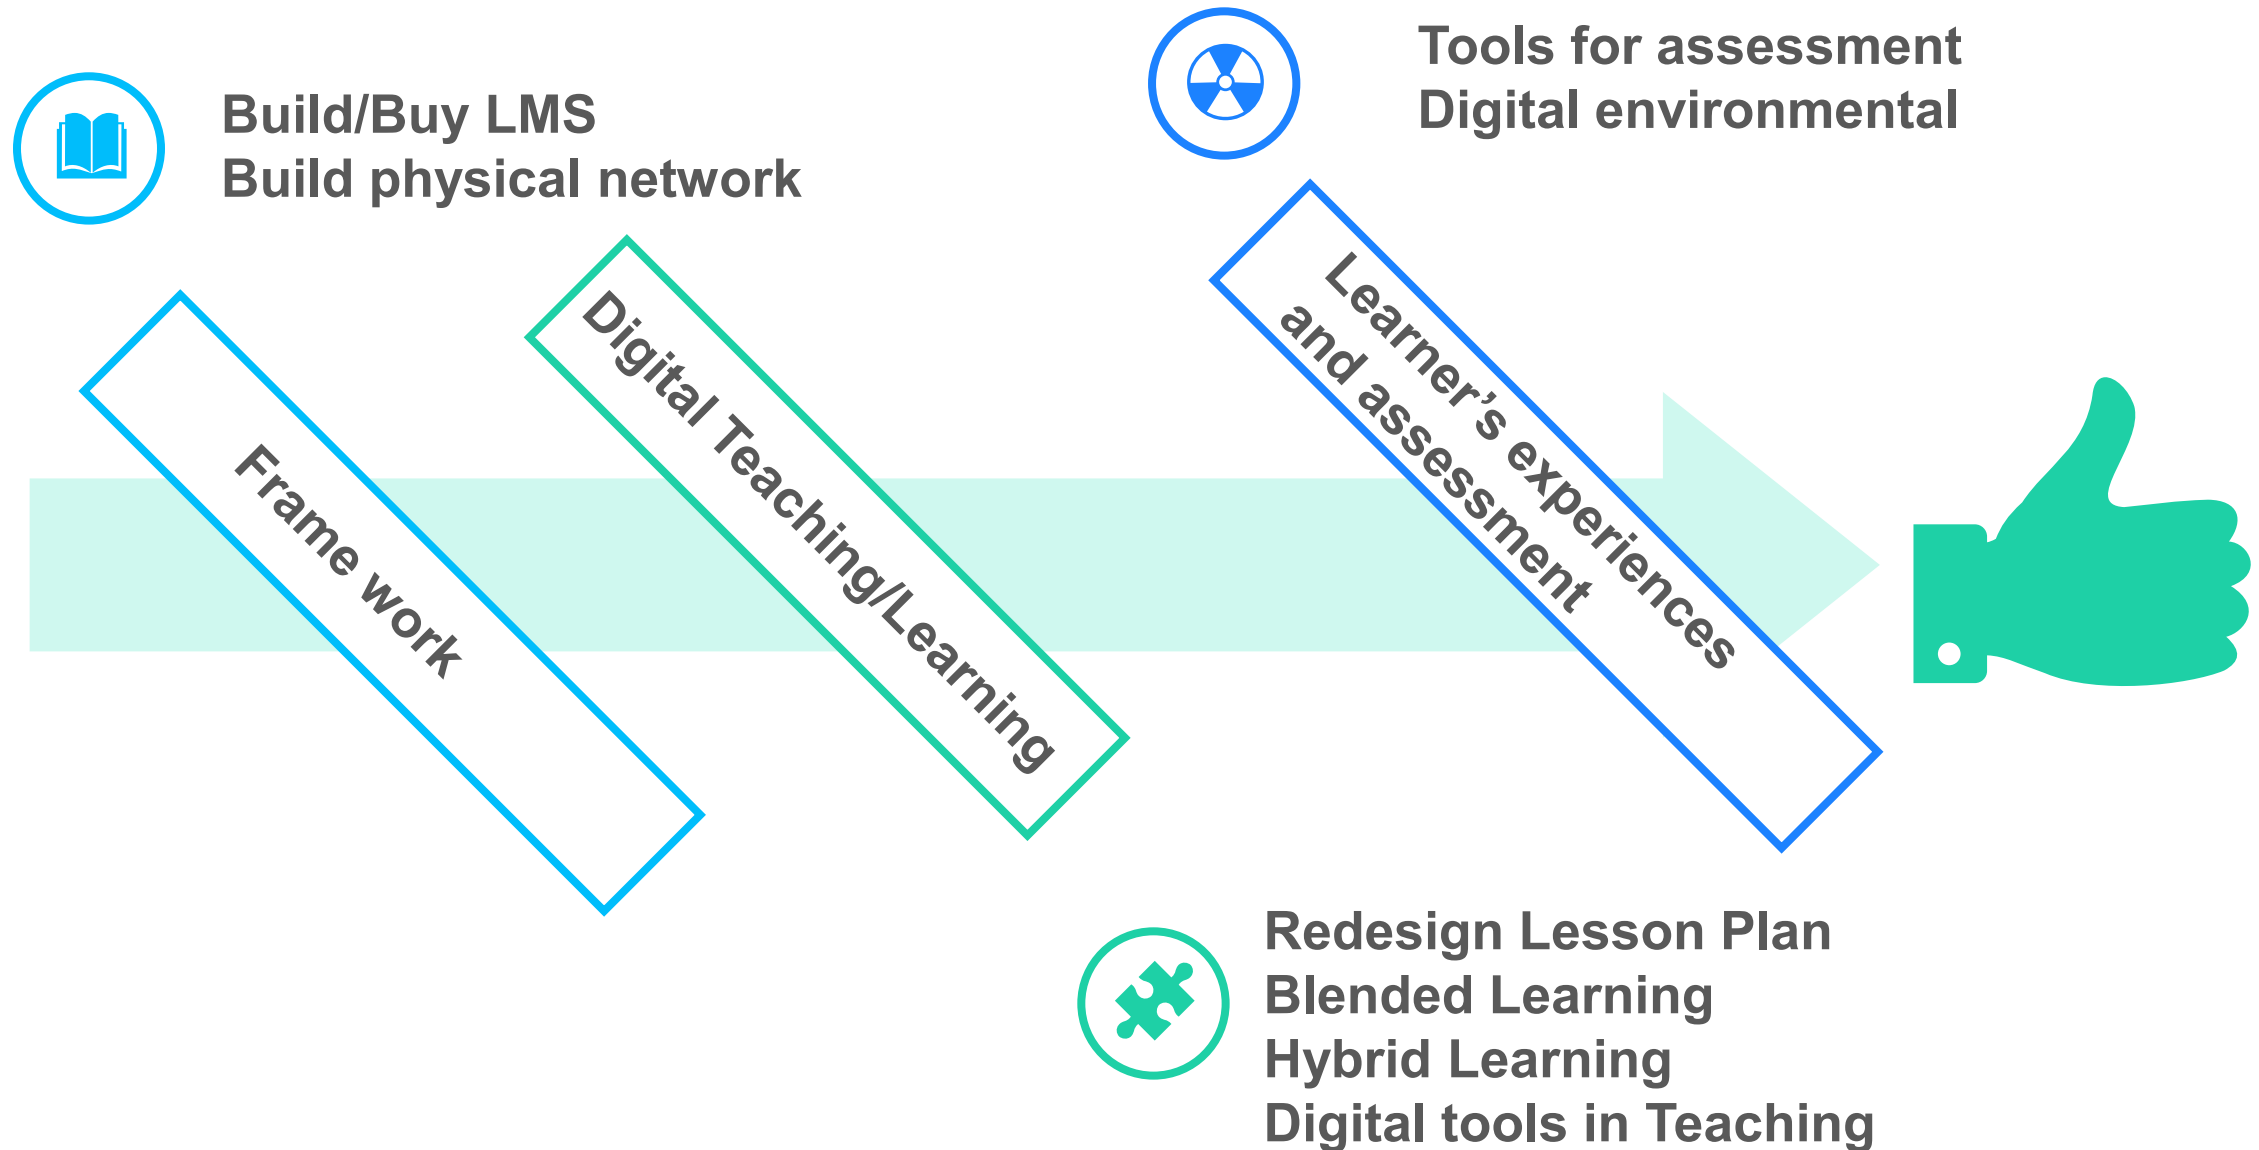 Build/Buy LMS
Build physical network
Tools for assessment
Digital environmental
Frame work
Digital Teaching/Learning
Learner’s experiences
and assessment
Redesign Lesson Plan
Blended Learning
Hybrid Learning
Digital tools in Teaching